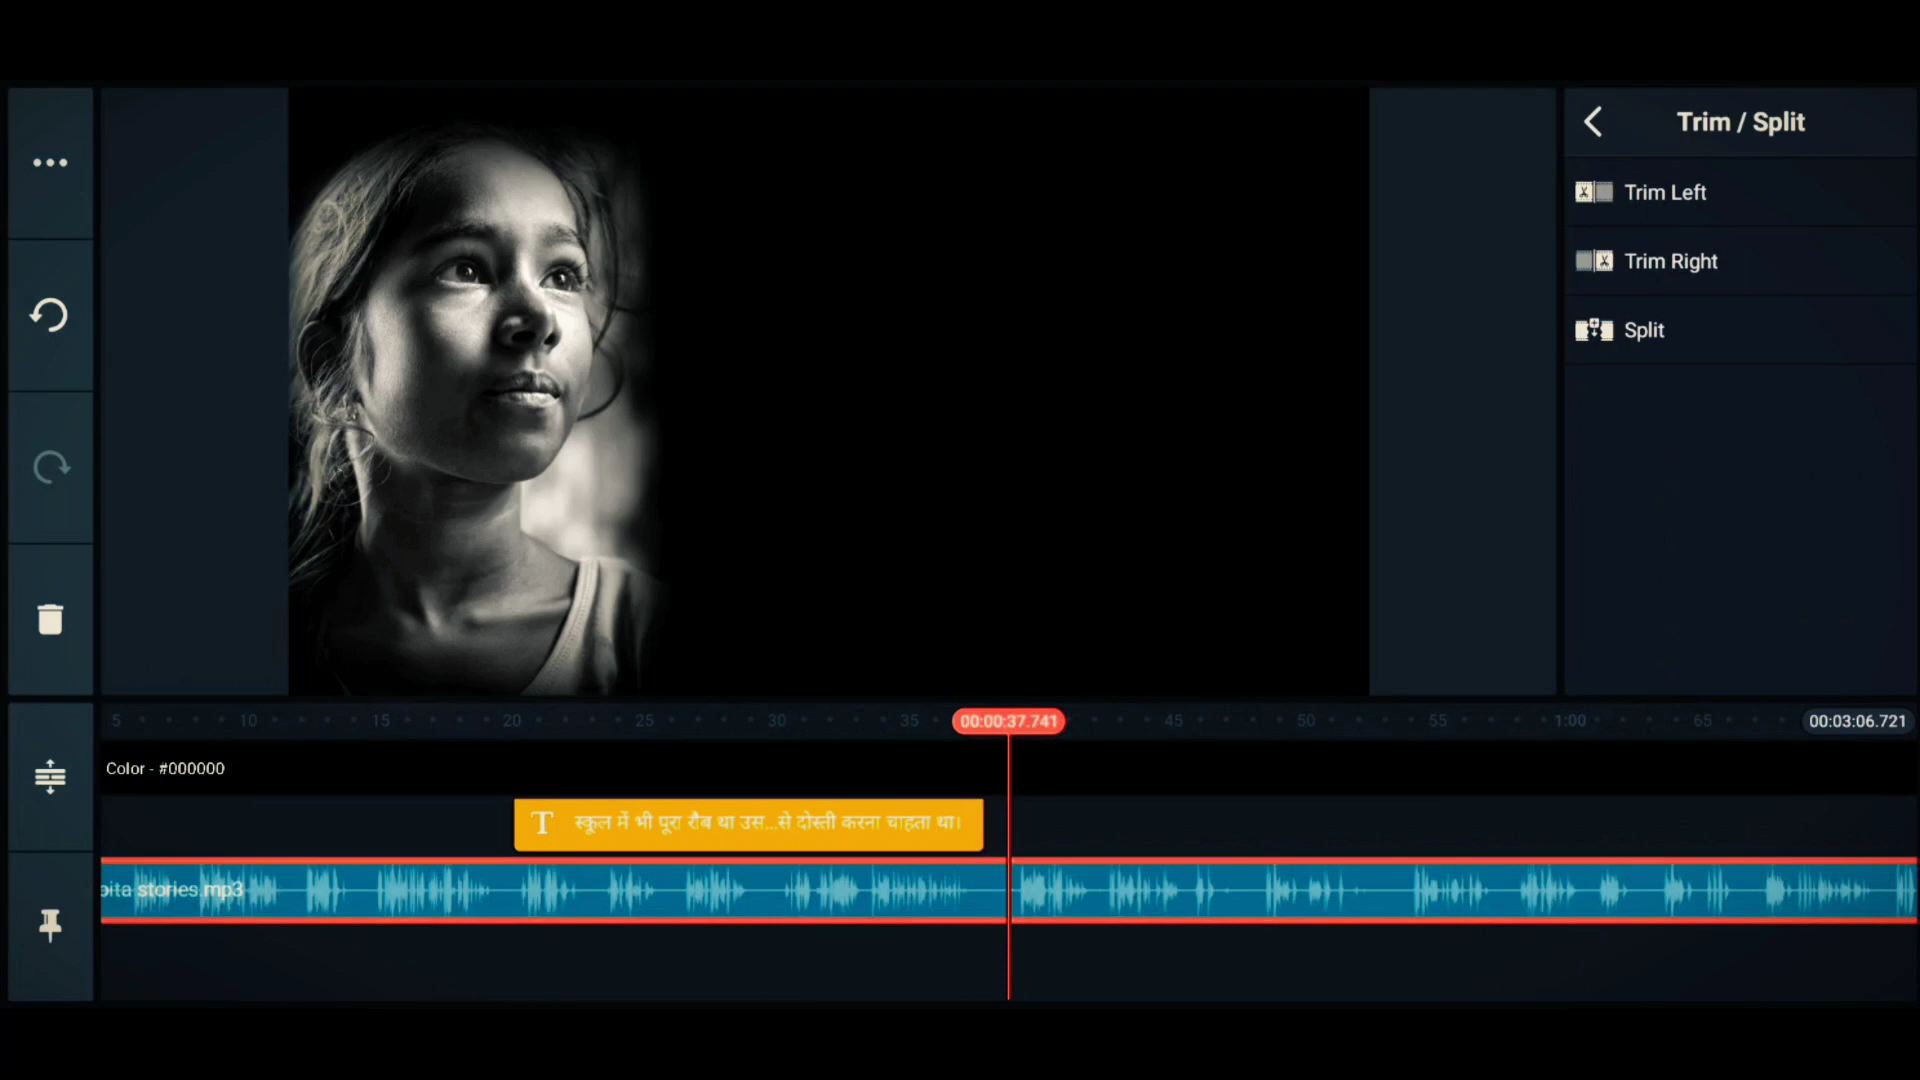 Trim / Split
Trim Left
Trim Right
Split
5 10 15 20 25 30 35 00:00:37.741 45 50 55 1:00 65 00:03:06.721
Color - #000000
T स्कूल में भी पूरा रौब था उस...से दोस्ती करना चाहता था।
bita stories.mp3